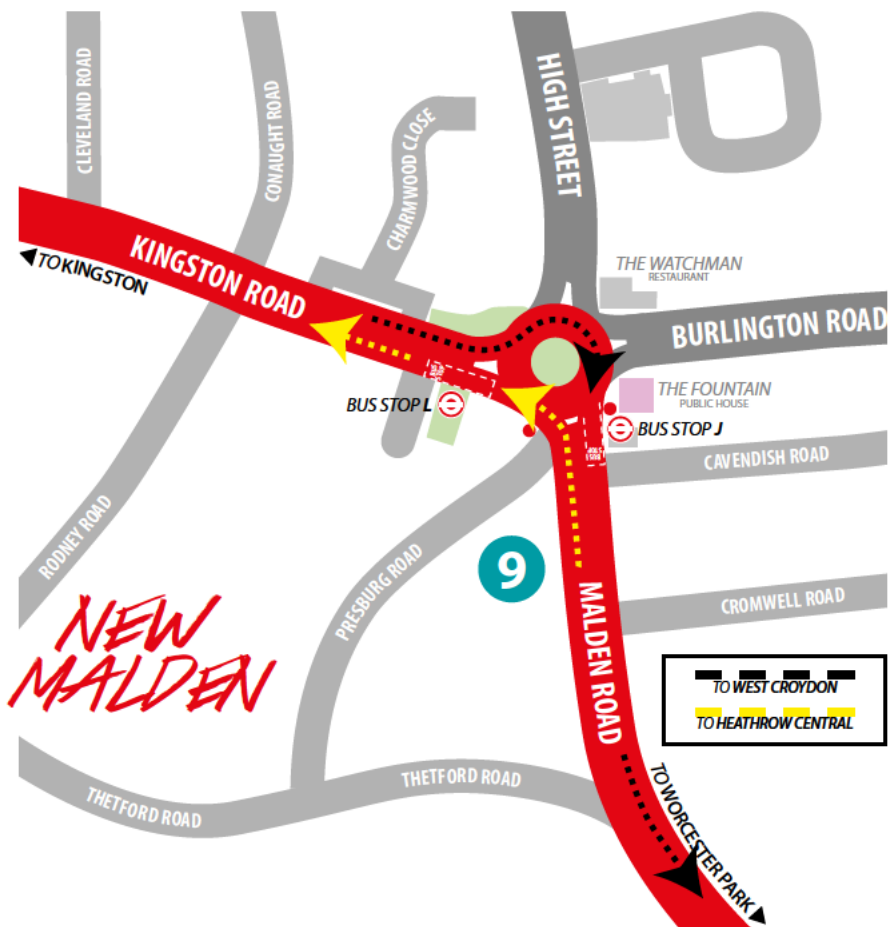 CLEVELAND ROAD
CONAUGHT ROAD
CHARMWOOD CLOSE
HIGH STREET
KINGSTON ROAD
TO KINGSTON
THE WATCHMAN
RESTAURANT
BURLINGTON ROAD
THE FOUNTAIN
PUBLIC HOUSE
BUS STOP L
BUS STOP J
BUS
STOP
CAVENDISH ROAD
RODNEY ROAD
PRESBURG ROAD
9
CROMWELL ROAD
MALDEN ROAD
NEW
MALDEN
TO WEST CROYDON
TO HEATHROW CENTRAL
THETFORD ROAD
THETFORD ROAD
TO WORCESTER PARK